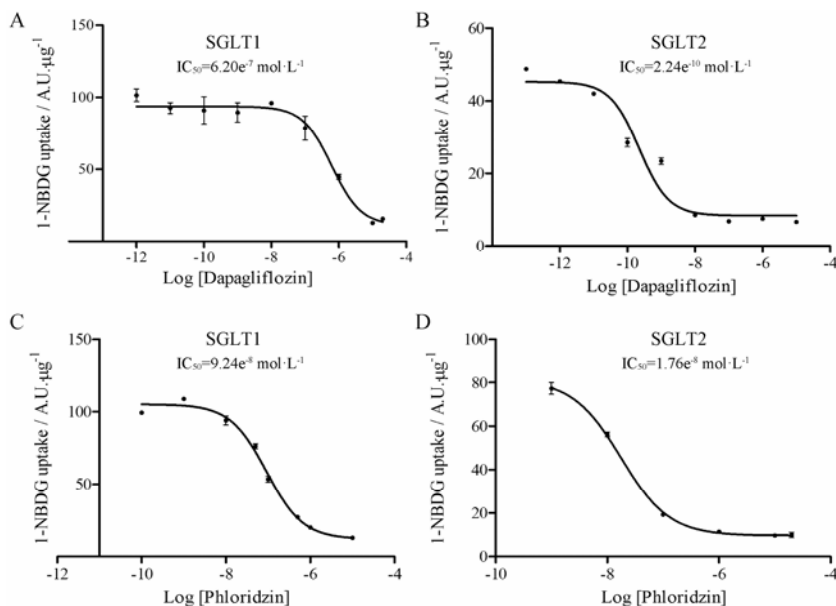 A
SGLT1
IC₅₀=6.20e⁻⁷ mol·L⁻¹
1-NBDG uptake / A.U.·μg⁻¹
150
100
50
-12
-10
-8
-6
-4
Log [Dapagliflozin]
B
SGLT2
IC₅₀=2.24e⁻¹⁰ mol·L⁻¹
1-NBDG uptake / A.U.·μg⁻¹
60
40
20
0
-12
-10
-8
-6
-4
Log [Dapagliflozin]
C
SGLT1
IC₅₀=9.24e⁻⁸ mol·L⁻¹
1-NBDG uptake / A.U.·μg⁻¹
150
100
50
-12
-10
-8
-6
-4
Log [Phloridzin]
D
SGLT2
IC₅₀=1.76e⁻⁸ mol·L⁻¹
1-NBDG uptake / A.U.·μg⁻¹
80
60
40
20
0
-10
-8
-6
-4
Log [Phloridzin]